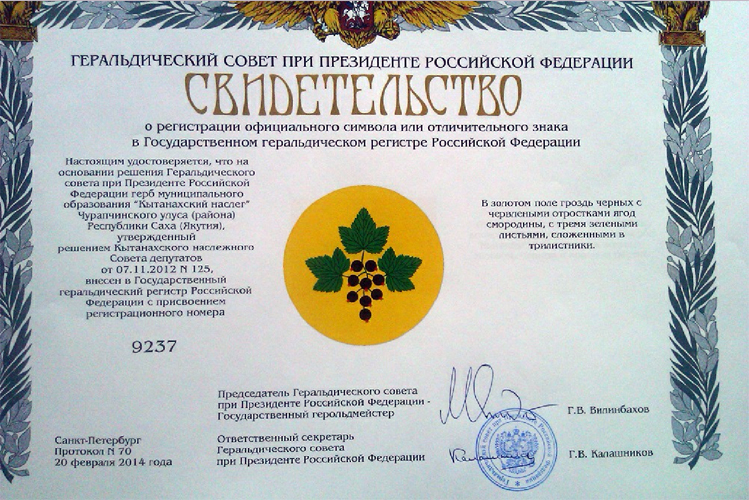 ГЕРАЛЬДИЧЕСКИЙ СОВЕТ ПРИ ПРЕЗИДЕНТЕ РОССИЙСКОЙ ФЕДЕРАЦИИ
СВИДЕТЕЛЬСТВО
о регистрации официального символа или отличительного знака
в Государственном геральдическом регистре Российской Федерации
Настоящим удостоверяется, что на
основании решения Геральдического
совета при Президенте Российской
Федерации герб муниципального
образования "Кытанахский наслег"
Чурапчинского улуса (района)
Республики Саха (Якутия),
утвержденный
решением Кытанахского наслежного
Совета депутатов
от 07.11.2012 N 125,
внесен в Государственный
геральдический регистр Российской
Федерации с присвоением
регистрационного номера
9237
В золотом поле гроздь черных с
червлеными отростками ягод
смородины, с тремя зелеными
листьями, сложенными в
трилистники.
Председатель Геральдического совета
при Президенте Российской Федерации -
Государственный герольдмейстер
Г.В. Вилинбахов
Санкт-Петербург
Протокол N 70
20 февраля 2014 года
Ответственный секретарь
Геральдического совета
при Президенте Российской Федерации
Г.В. Калашников